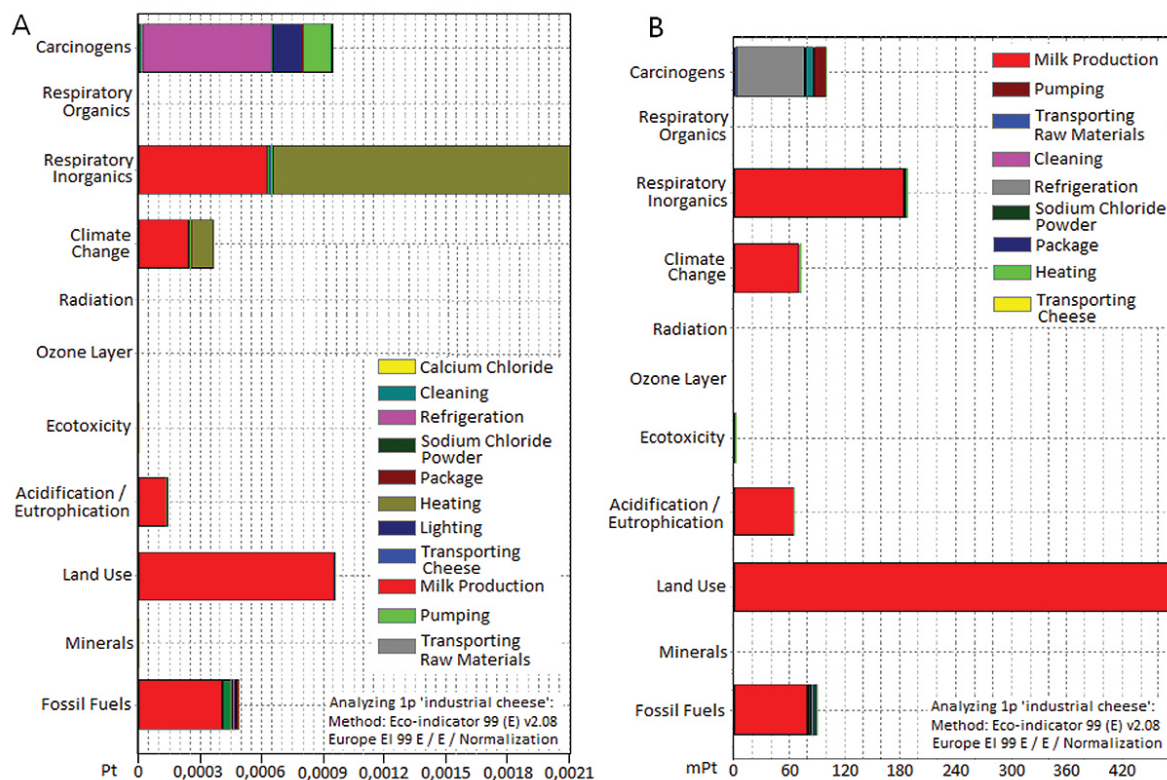 A
Carcinogens
Respiratory
Organics
Respiratory
Inorganics
Climate
Change
Radiation
Ozone Layer
Ecotoxicity
Acidification /
Eutrophication
Land Use
Minerals
Fossil Fuels
Calcium Chloride
Cleaning
Refrigeration
Sodium Chloride
Powder
Package
Heating
Lighting
Transporting
Cheese
Milk Production
Pumping
Transporting
Raw Materials
Analyzing 1p 'industrial cheese':
Method: Eco-indicator 99 (E) v2.08
Europe EI 99 E / E / Normalization
Pt 0 0,0003 0,0006 0,0009 0,0012 0,0015 0,0018 0,0021
B
Carcinogens
Respiratory
Organics
Respiratory
Inorganics
Climate
Change
Radiation
Ozone Layer
Ecotoxicity
Acidification /
Eutrophication
Land Use
Minerals
Fossil Fuels
Milk Production
Pumping
Transporting
Raw Materials
Cleaning
Refrigeration
Sodium Chloride
Powder
Package
Heating
Transporting
Cheese
Analyzing 1p 'industrial cheese':
Method: Eco-indicator 99 (E) v2.08
Europe EI 99 E / E / Normalization
mPt 0 60 120 180 240 300 360 420